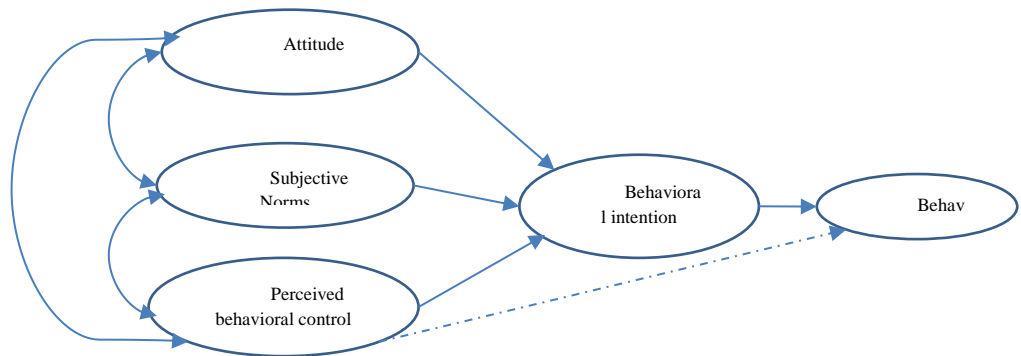 Attitude
Subjective
Norms
Perceived
behavioral control
Behaviora
l intention
Behav